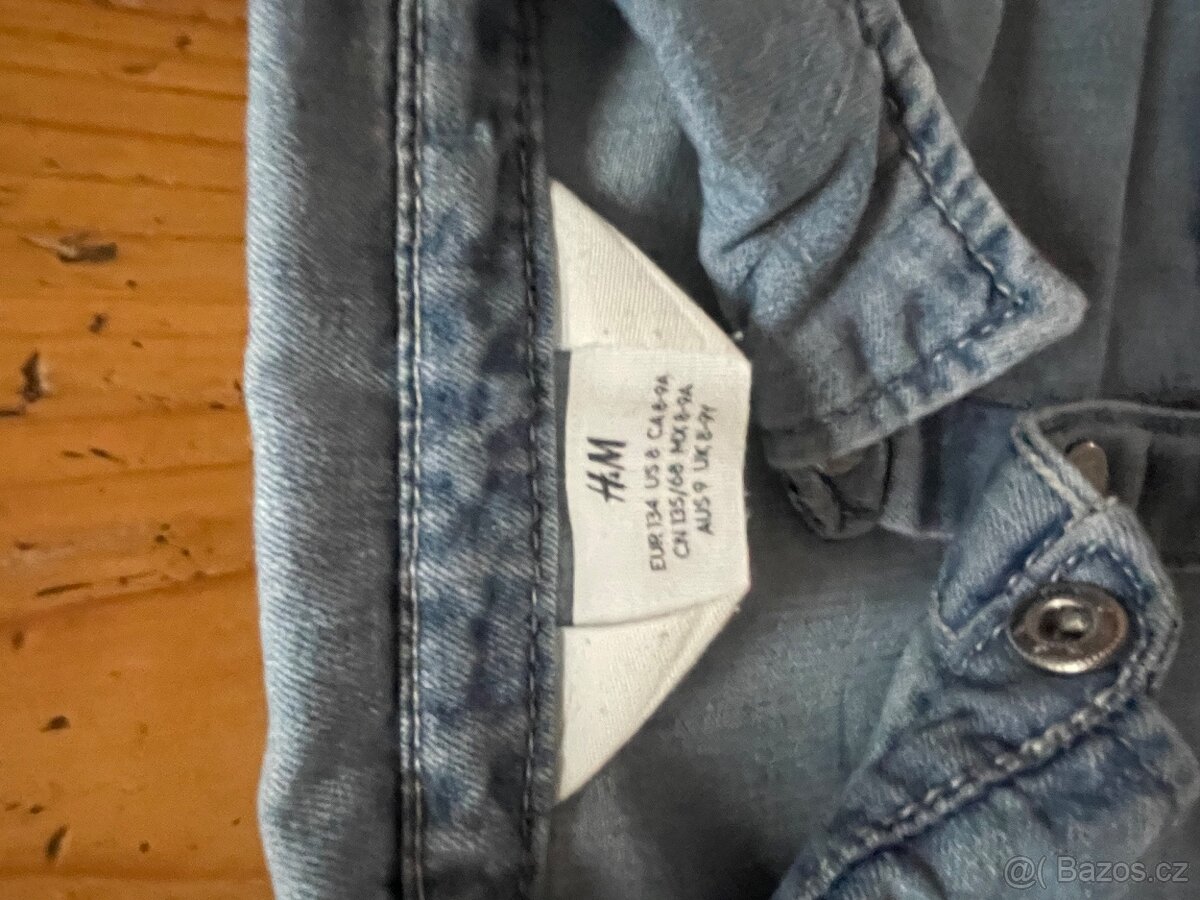 H&M
EUR 134 US 8 CA 8-9A
CN 135/68 MX 8-9A
AUS 9 UK 8-9Y
@( Bazos.cz